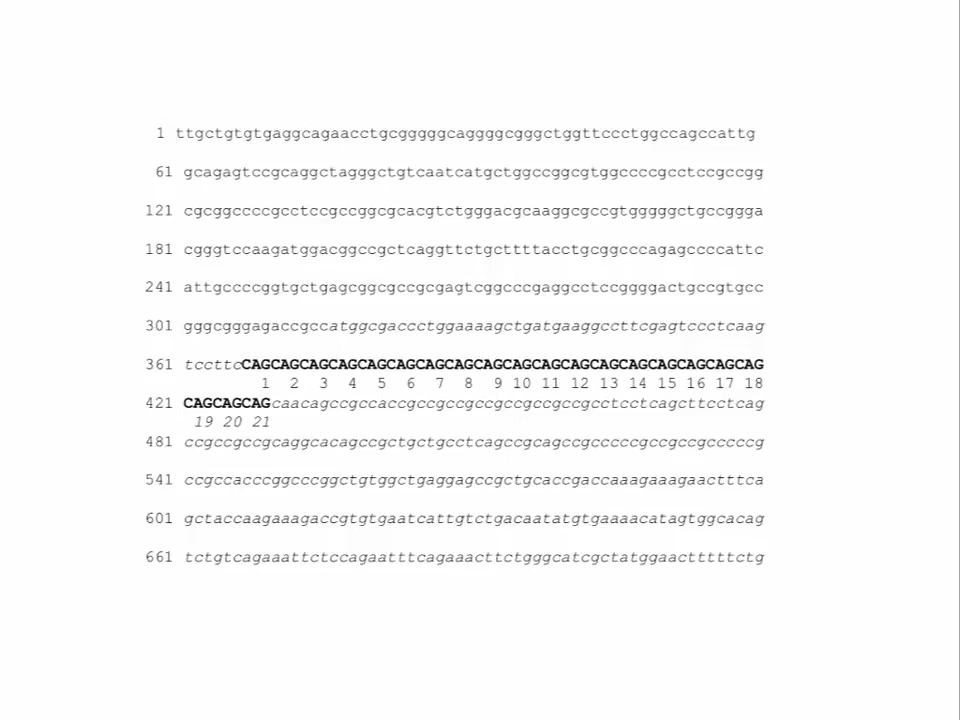 1 ttgctgtgtgaggcagaacctgcgggggcaggggcgggctggttccctggccagccattg
61 gcagagtccgcaggctagggctgtcaatcatgctggccggcgtggccccgcctccgccgg
121 cgcggccccgcctccgccggcgcacgtctgggacgcaaggcgccgtgggggctgccggga
181 cgggtccaagatggacggccgctcaggttctgcttttacctgcggcccagagccccattc
241 attgccccggtgctgagcggcgccgcgagtcggcccgaggcctccggggactgccgtgcc
301 gggcgggagaccgccatggcgaccctggaaaagctgatgaaggccttcgagtccctcaag
361 tccttcCAGCAGCAGCAGCAGCAGCAGCAGCAGCAGCAGCAGCAGCAGCAGCAGCAGCAG
1 2 3 4 5 6 7 8 9 10 11 12 13 14 15 16 17 18
421 CAGCAGCAGcaacagccgccaccgccgccgccgccgccgccgcctcctcagcttcctcag
19 20 21
481 ccgccgccgcaggcacagccgctgctgcctcagccgcagccgcccccgccgccgcccccg
541 ccgccacccggcccggctgtggctgaggagccgctgcaccgaccaaagaaagaactttca
601 gctaccaagaaagaccgtgtgaatcattgtctgacaatatgtgaaaacatagtggcacag
661 tctgtcagaaattctccagaatttcagaaacttctgggcatcgctatggaactttttctg